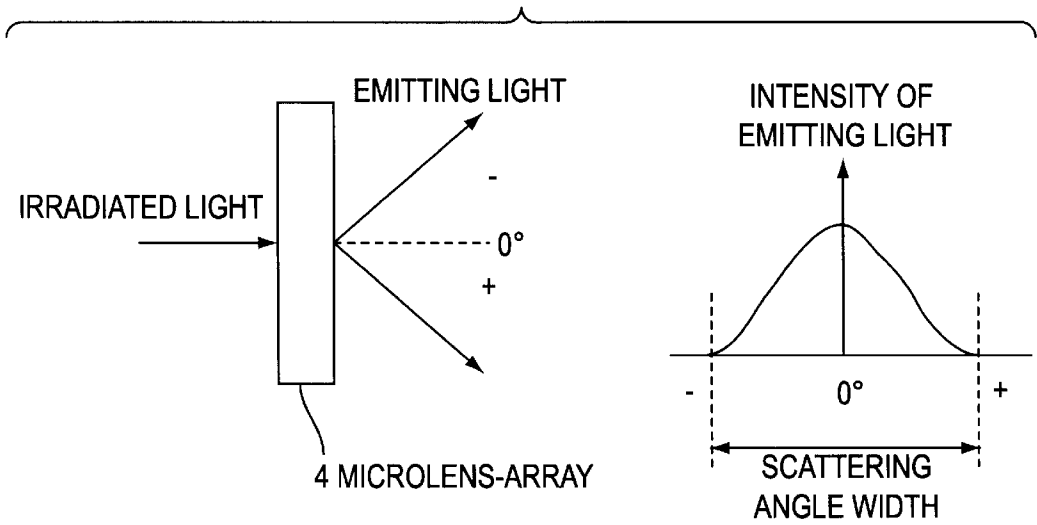 EMITTING LIGHT
-
IRRADIATED LIGHT
0°
+
4 MICROLENS-ARRAY
INTENSITY OF
EMITTING LIGHT
- 0° +
SCATTERING
ANGLE WIDTH